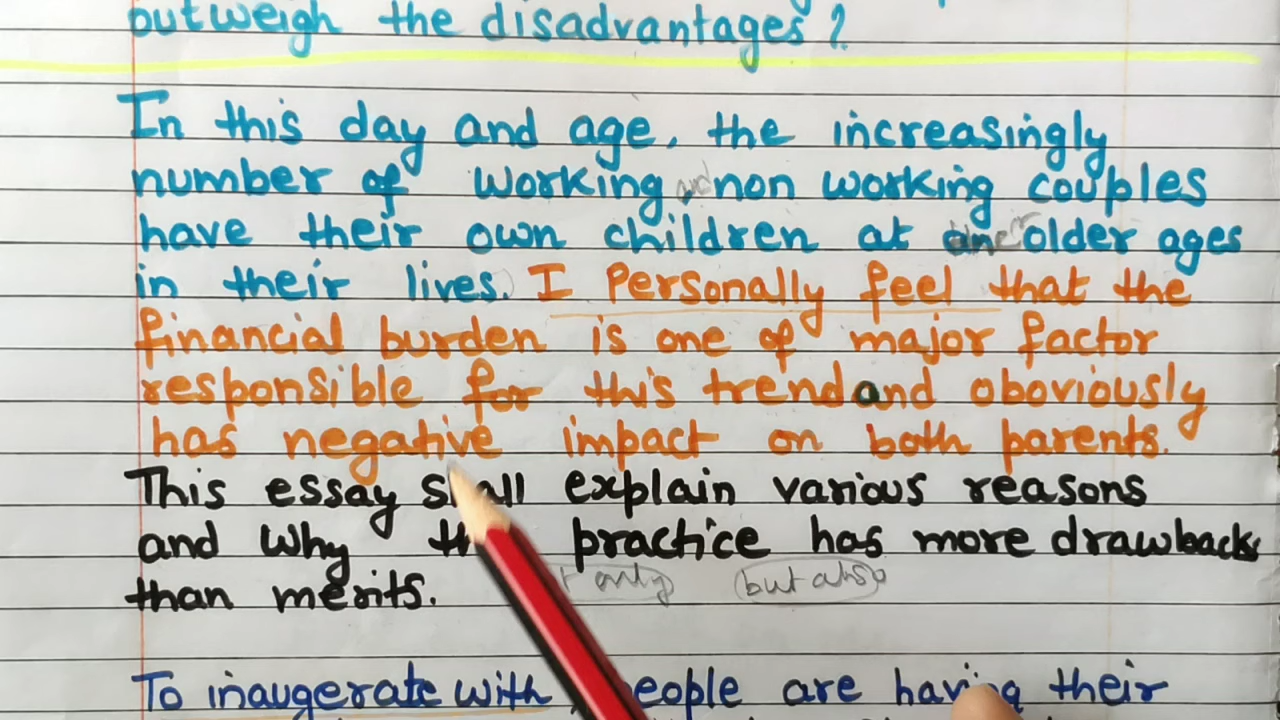 outweigh the disadvantages?
In this day and age, the increasingly
number of working, and non working couples
have their own children at older ages
in their lives. I Personally feel that the
financial burden is one of major factor
responsible for this trend and oboviously
has negative impact on both parents.
This essay shall explain various reasons
and Why practice has more drawbacks
than merits.
only but also
To inaugerate with, people are having their